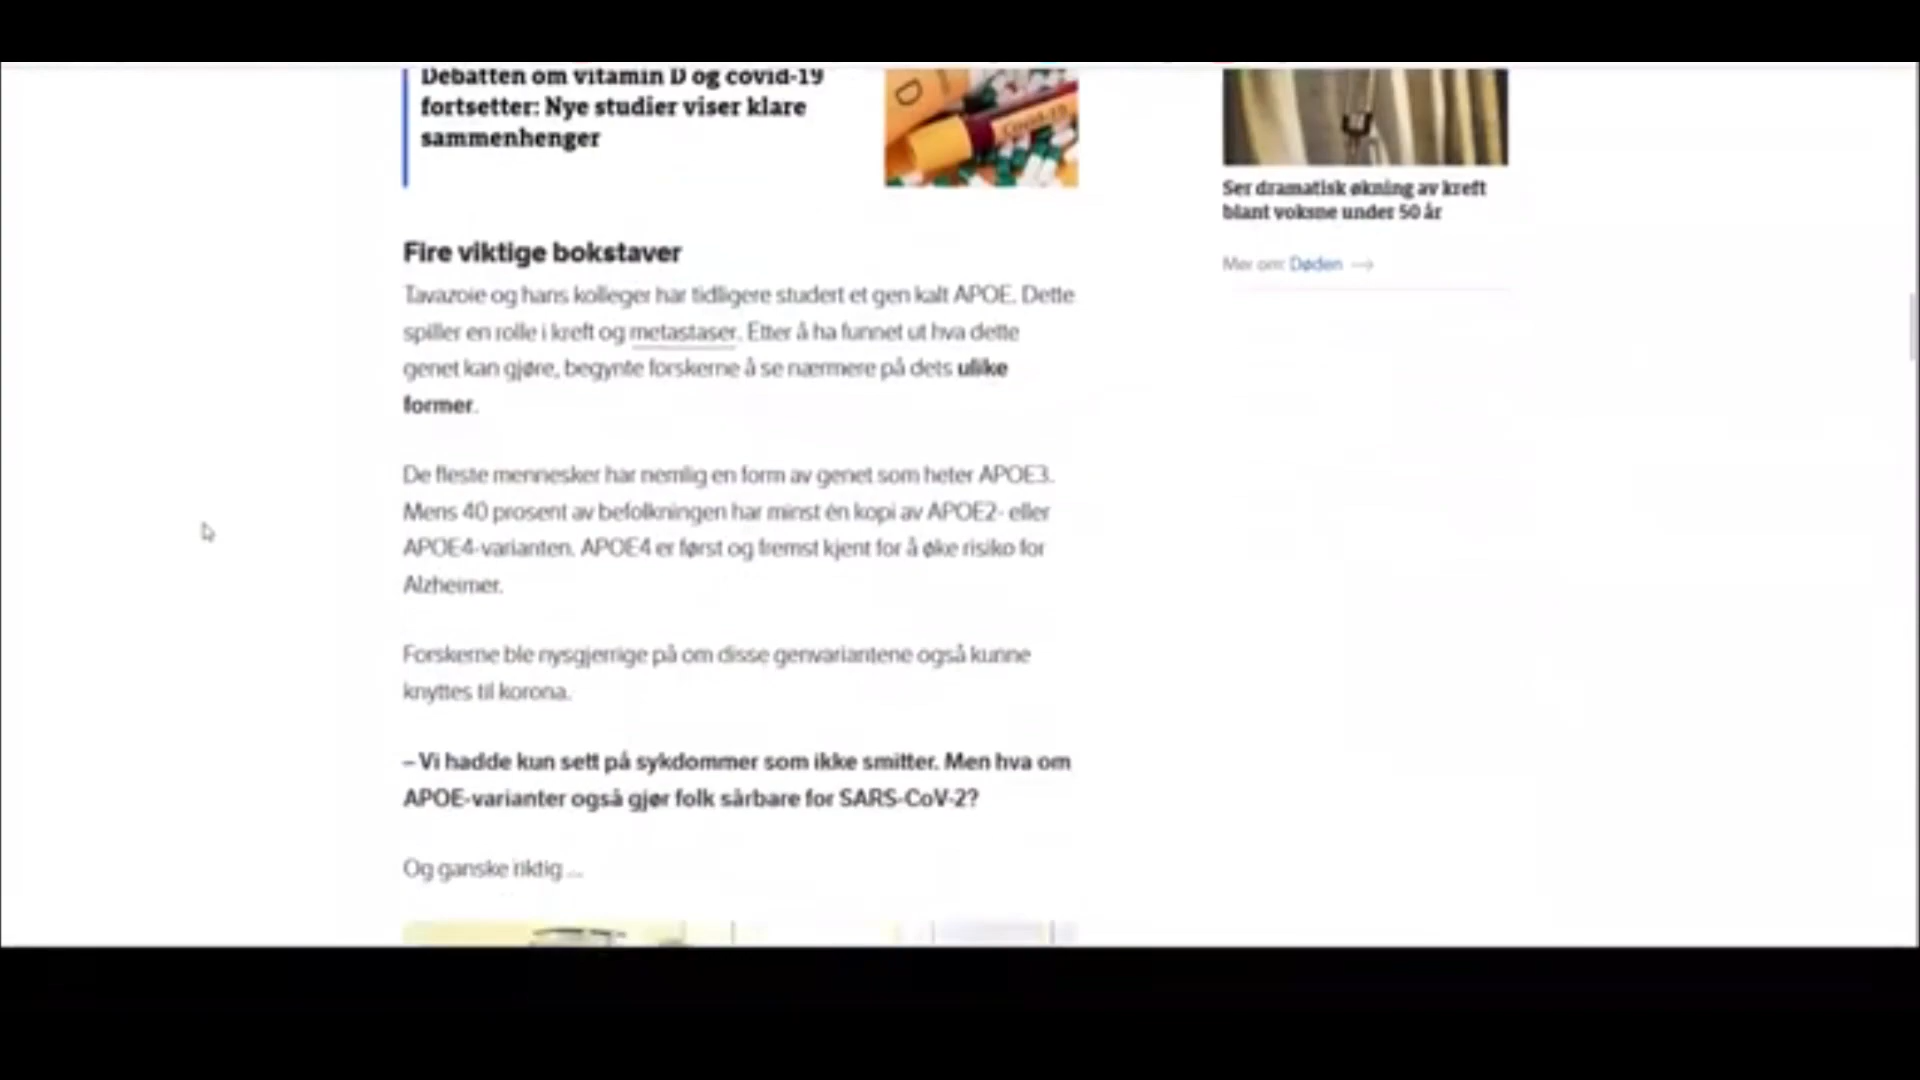 Debatten om vitamin D og covid-19
fortsetter: Nye studier viser klare
sammenhenger
D
Covid-19
Ser dramatisk økning av kreft
blant voksne under 50 år
Mer om: Døden →
Fire viktige bokstaver
Tavazoie og hans kolleger har tidligere studert et gen kalt APOE. Dette
spiller en rolle i kreft og metastaser. Etter å ha funnet ut hva dette
genet kan gjøre, begynte forskerne å se nærmere på dets ulike
former.
De fleste mennesker har nemlig en form av genet som heter APOE3.
Mens 40 prosent av befolkningen har minst én kopi av APOE2- eller
APOE4-varianten. APOE4 er først og fremst kjent for å øke risiko for
Alzheimer.
Forskerne ble nysgjerrige på om disse genvariantene også kunne
knyttes til korona.
– Vi hadde kun sett på sykdommer som ikke smitter. Men hva om
APOE-varianter også gjør folk sårbare for SARS-CoV-2?
Og ganske riktig ...